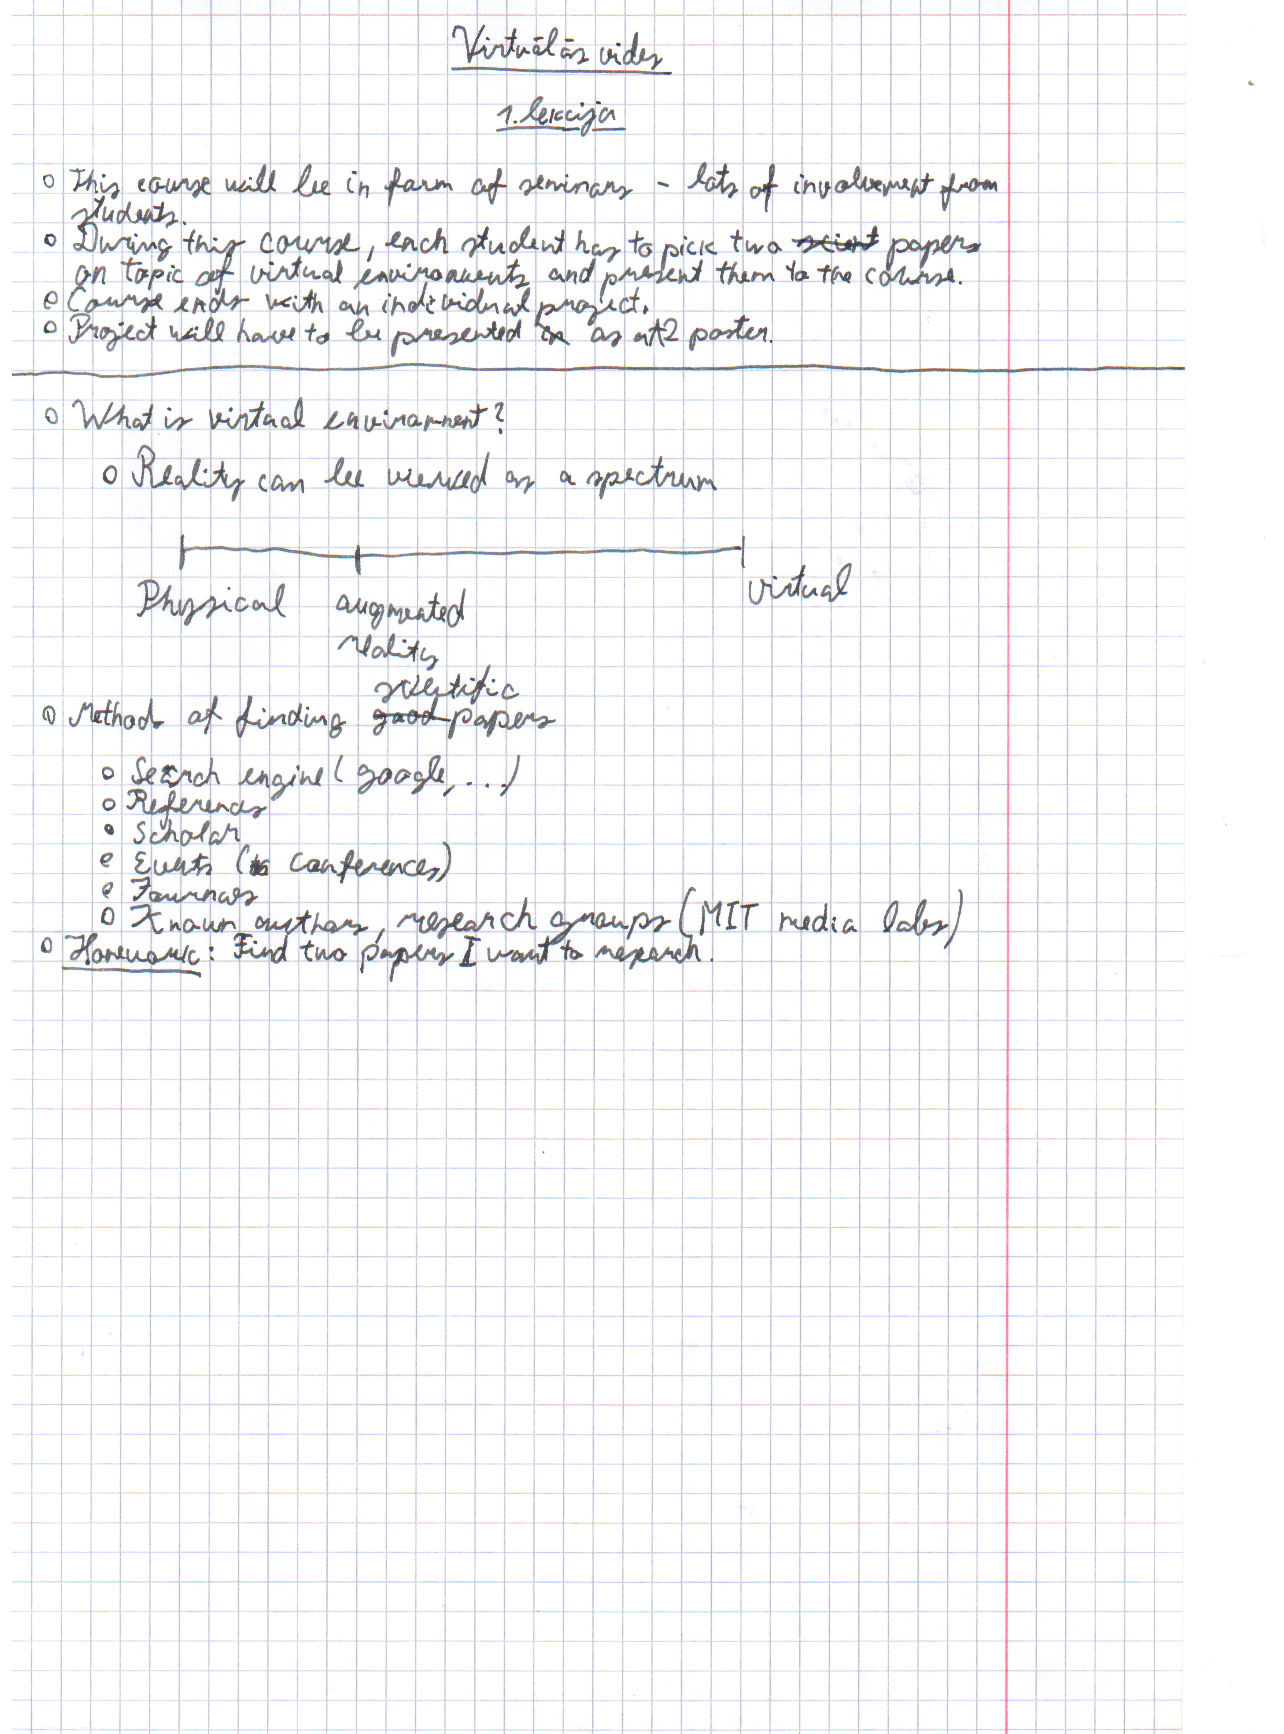 Virtuālās vides
1. lekcija
This course will be in form of seminars - lots of involvement from
students.
During this course, each student has to pick two scient papers
on topic of virtual environments and present them to the course.
Course ends with an individual project.
Project will have to be presented in as A2 poster.
What is virtual enviroment?
Reality can be viewed as a spectrum
Physical augmented virtual
reality
scientific
Methods of finding good papers
Search engine (google, ...)
References
Scholar
Events ( conferences)
Journals
Known authors, research groups (MIT media labs)
Homework: Find two papers I want to research.